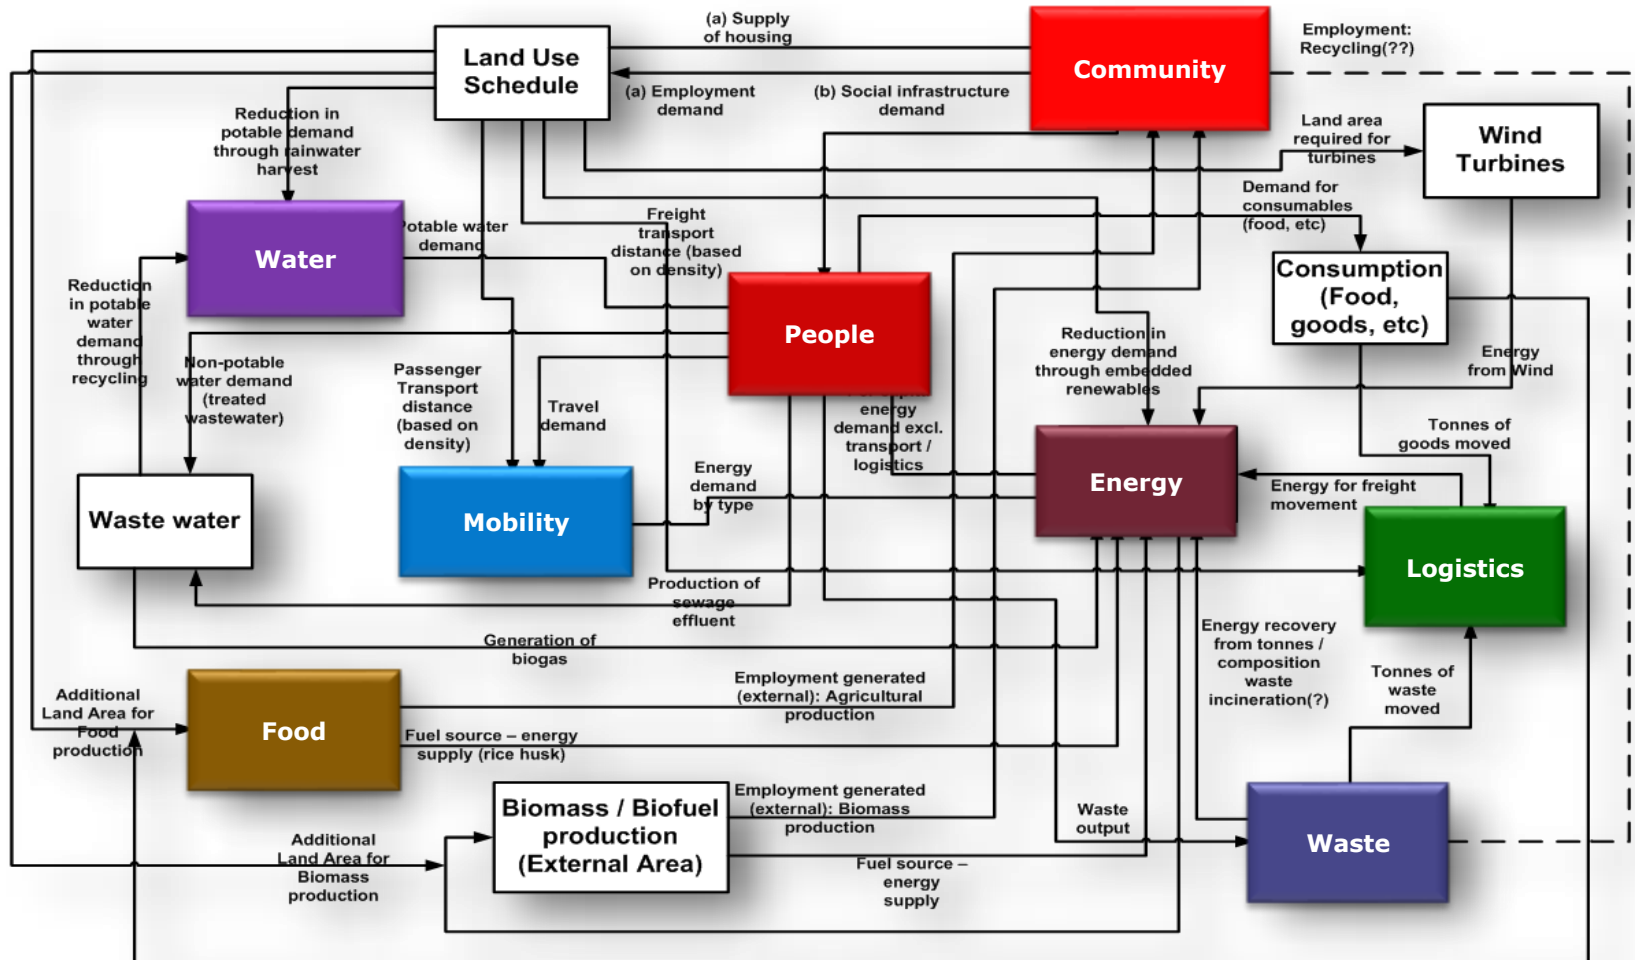 (a) Supply
of housing
Employment:
Recycling(??)
Land Use
Schedule
Community
(a) Employment
demand
(b) Social infrastructure
demand
Reduction in
potable demand
through rainwater
harvest
Land area
required for
turbines
Wind
Turbines
Demand for
consumables
(food, etc)
Water
Potable water
demand
Freight
transport
distance (based
on density)
Consumption
(Food,
goods, etc)
People
Reduction
in potable
water
demand
through
recycling
Non-potable
water demand
(treated
wastewater)
Passenger
Transport
distance
(based on
density)
Travel
demand
energy
demand excl.
transport /
logistics
Reduction in
energy demand
through embedded
renewables
Energy
from Wind
Tonnes of
goods moved
Energy
demand
by type
Energy
Energy for freight
movement
Waste water
Mobility
Logistics
Production of
sewage
effluent
Generation of
biogas
Energy recovery
from tonnes /
composition
waste
incineration(?)
Tonnes of
waste
moved
Additional
Land Area for
Food
production
Food
Employment generated
(external): Agricultural
production
Fuel source – energy
supply (rice husk)
Biomass / Biofuel
production
(External Area)
Employment generated
(external): Biomass
production
Waste
output
Waste
Additional
Land Area for
Biomass
production
Fuel source –
energy
supply